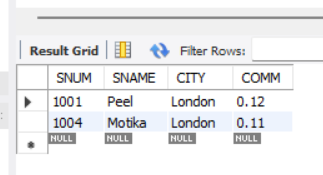 Result Grid Filter Rows:
SNUM SNAME CITY COMM
1001 Peel London 0.12
1004 Motika London 0.11
NULL NULL NULL NULL